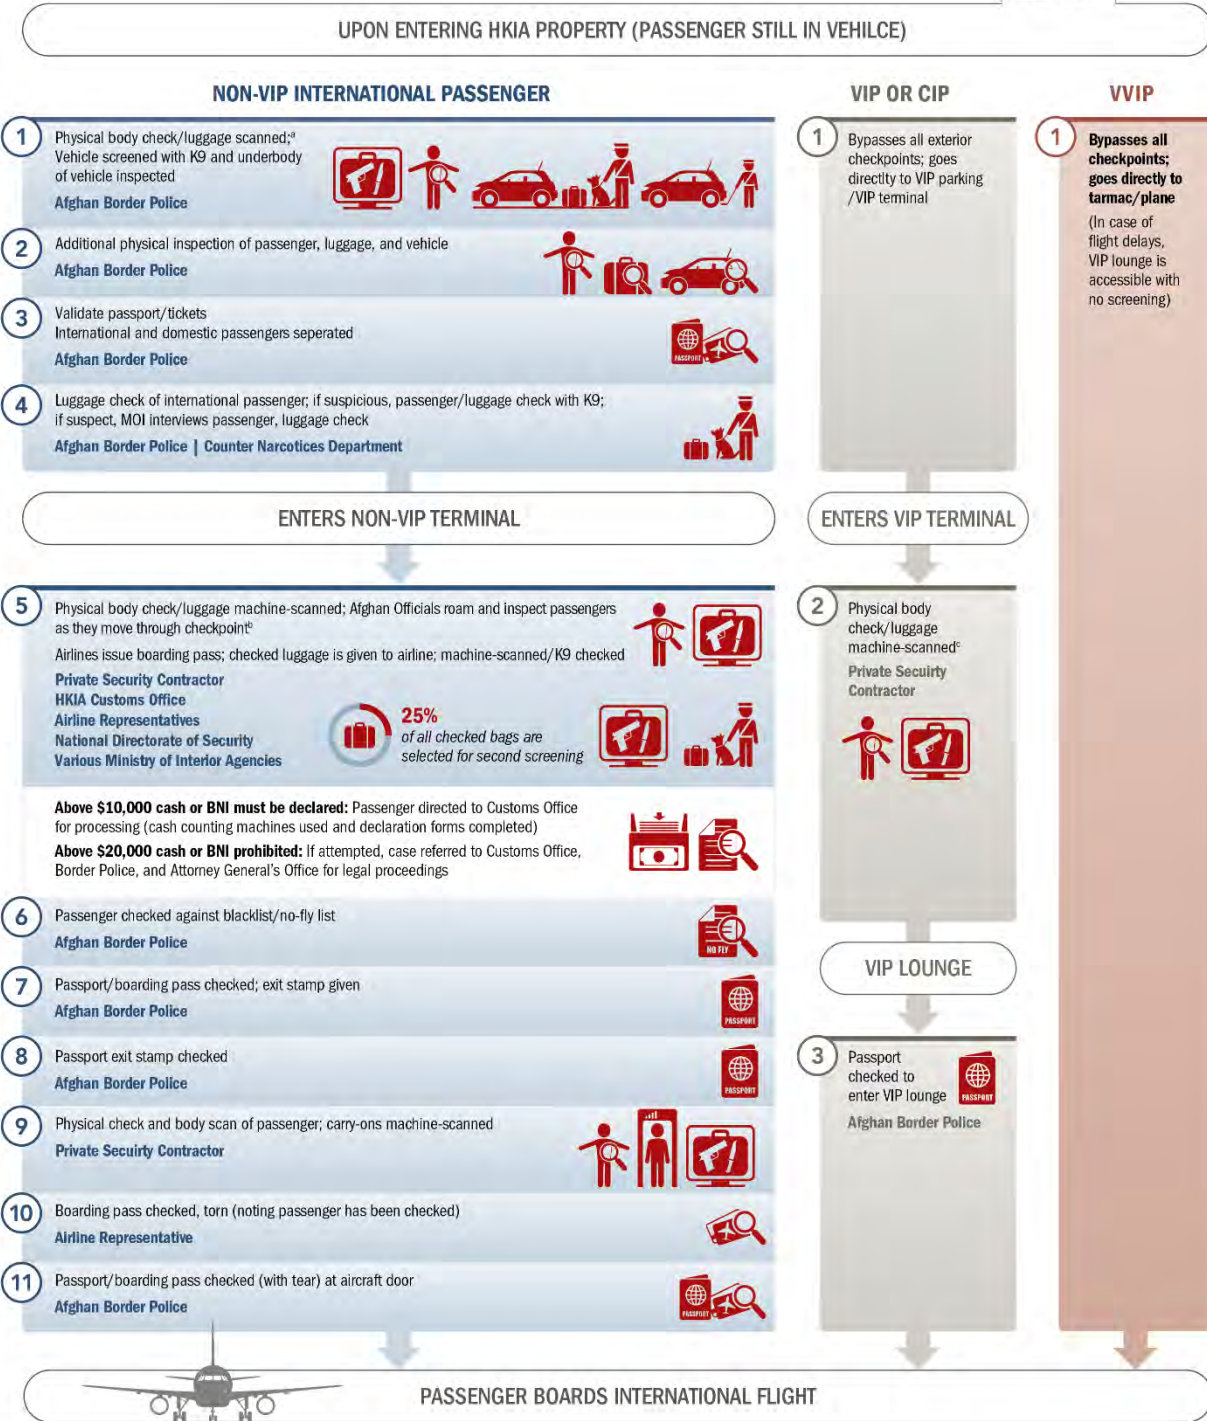 UPON ENTERING HKIA PROPERTY (PASSENGER STILL IN VEHILCE)
NON-VIP INTERNATIONAL PASSENGER
1
Physical body check/luggage scanned;ᵃ
Vehicle screened with K9 and underbody
of vehicle inspected
Afghan Border Police
2
Additional physical inspection of passenger, luggage, and vehicle
Afghan Border Police
3
Validate passport/tickets
International and domestic passengers seperated
Afghan Border Police
PASSPORT
4
Luggage check of international passenger; if suspicious, passenger/luggage check with K9;
if suspect, MOI interviews passenger, luggage check
Afghan Border Police | Counter Narcotices Department
ENTERS NON-VIP TERMINAL
5
Physical body check/luggage machine-scanned; Afghan Officials roam and inspect passengers
as they move through checkpointᵇ
Airlines issue boarding pass; checked luggage is given to airline; machine-scanned/K9 checked
Private Security Contractor
HKIA Customs Office
Airline Representatives
National Directorate of Security
Various Ministry of Interior Agencies
25%
of all checked bags are
selected for second screening
Above $10,000 cash or BNI must be declared: Passenger directed to Customs Office
for processing (cash counting machines used and declaration forms completed)
Above $20,000 cash or BNI prohibited: If attempted, case referred to Customs Office,
Border Police, and Attorney General's Office for legal proceedings
6
Passenger checked against blacklist/no-fly list
Afghan Border Police
NO FLY
7
Passport/boarding pass checked; exit stamp given
Afghan Border Police
PASSPORT
8
Passport exit stamp checked
Afghan Border Police
PASSPORT
9
Physical check and body scan of passenger; carry-ons machine-scanned
Private Secuirty Contractor
10
Boarding pass checked, torn (noting passenger has been checked)
Airline Representative
11
Passport/boarding pass checked (with tear) at aircraft door
Afghan Border Police
PASSPORT
VIP OR CIP
1
Bypasses all exterior
checkpoints; goes
directlty to VIP parking
/VIP terminal
ENTERS VIP TERMINAL
2
Physical body
check/luggage
machine-scannedᶜ
Private Secuirty
Contractor
VIP LOUNGE
3
Passport
checked to
enter VIP lounge
PASSPORT
Afghan Border Police
VVIP
1
Bypasses all
checkpoints;
goes directly to
tarmac/plane
(In case of
flight delays,
VIP lounge is
accessible with
no screening)
PASSENGER BOARDS INTERNATIONAL FLIGHT